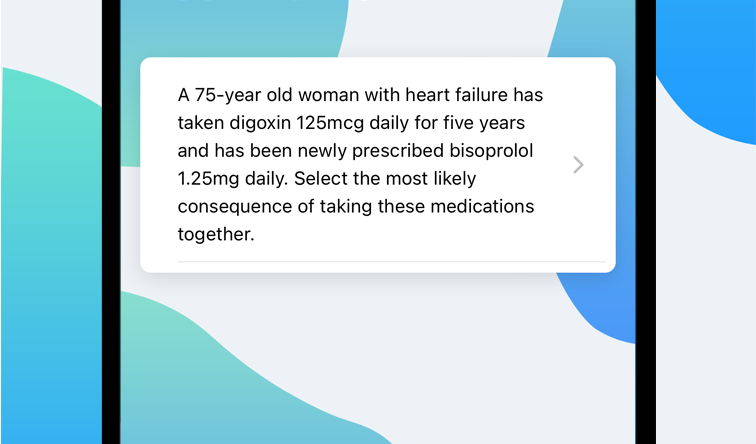 A 75-year old woman with heart failure has
taken digoxin 125mcg daily for five years
and has been newly prescribed bisoprolol
1.25mg daily. Select the most likely
consequence of taking these medications
together.